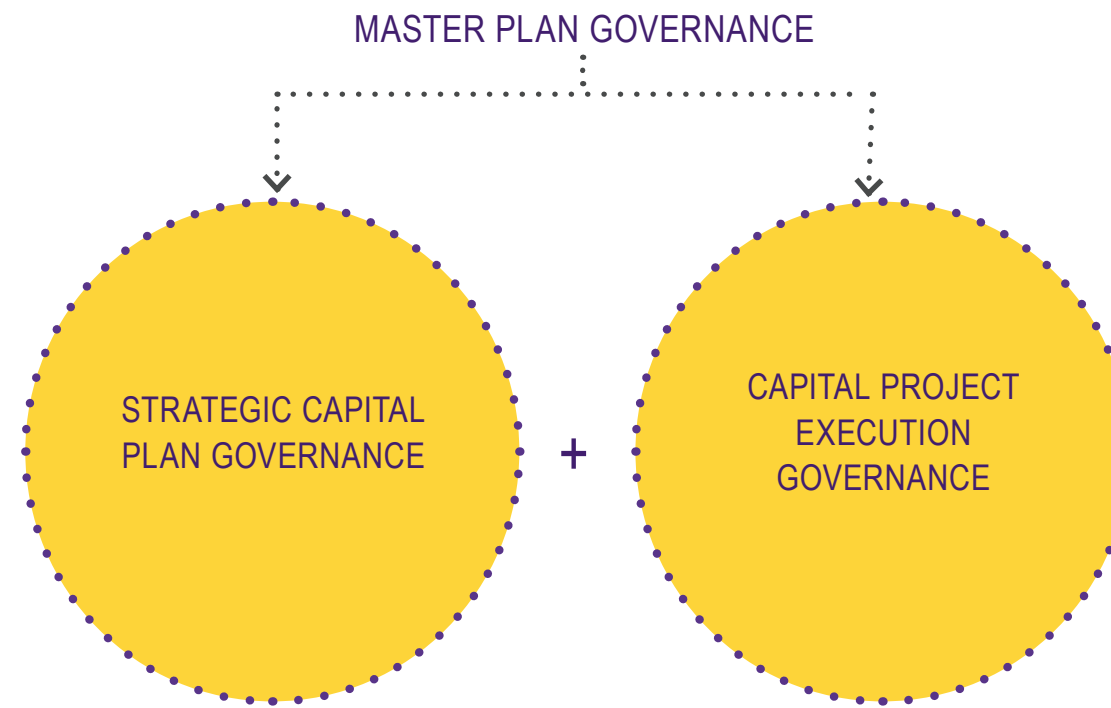 MASTER PLAN GOVERNANCE
STRATEGIC CAPITAL
PLAN GOVERNANCE
+
CAPITAL PROJECT
EXECUTION
GOVERNANCE